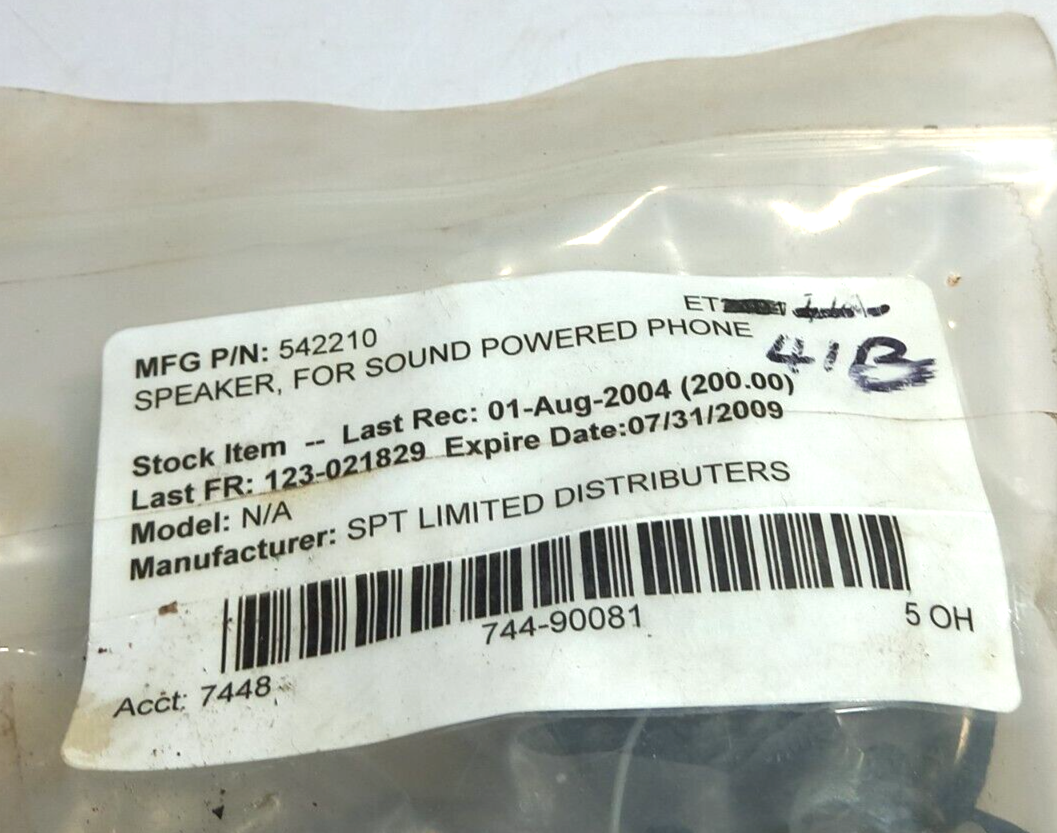 ET
MFG P/N: 542210
SPEAKER, FOR SOUND POWERED PHONE
41B
Stock Item -- Last Rec: 01-Aug-2004 (200.00)
Last FR: 123-021829 Expire Date:07/31/2009
Model: N/A
Manufacturer: SPT LIMITED DISTRIBUTERS
744-90081
5 OH
Acct: 7448